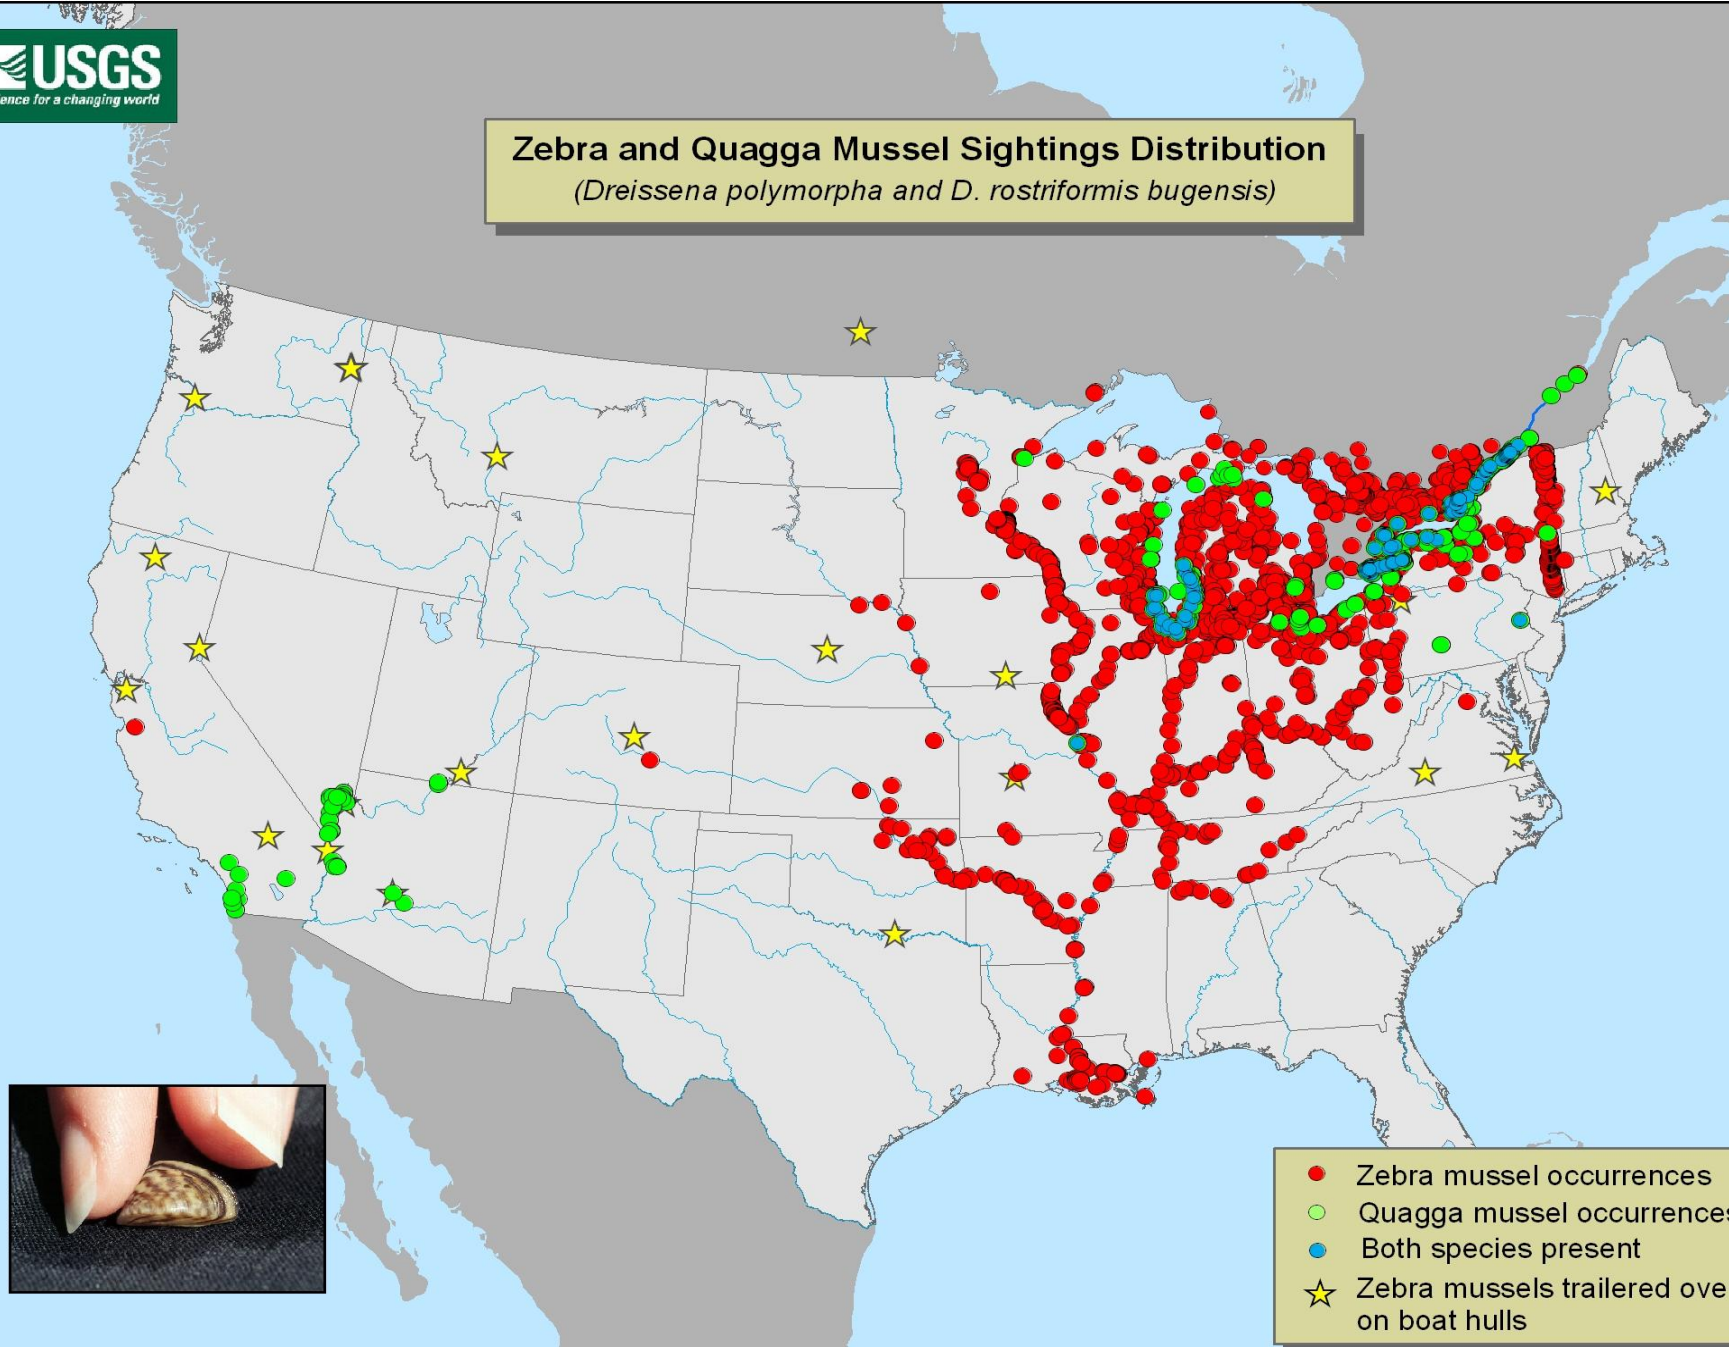 USGS
ence for a changing world
Zebra and Quagga Mussel Sightings Distribution
(Dreissena polymorpha and D. rostriformis bugensis)
Zebra mussel occurrences
Quagga mussel occurrences
Both species present
Zebra mussels trailered ove
on boat hulls